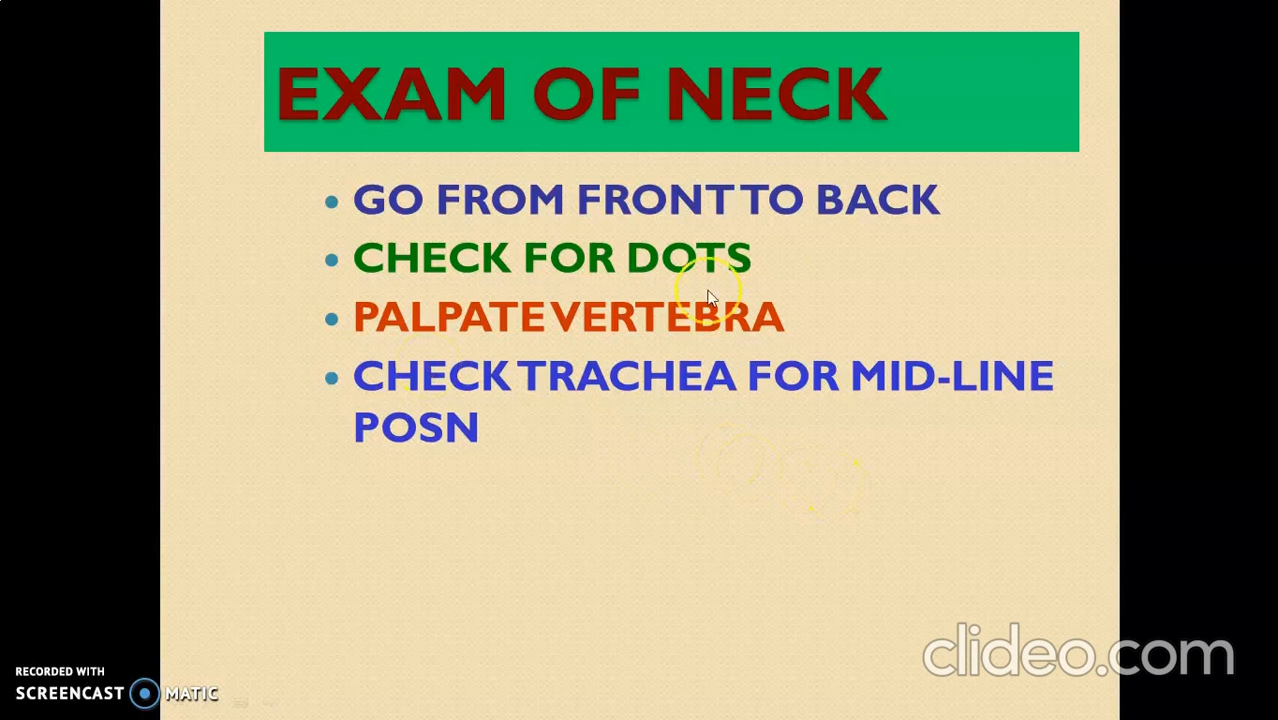 EXAM OF NECK
• GO FROM FRONT TO BACK
• CHECK FOR DOTS
• PALPATE VERTEBRA
• CHECK TRACHEA FOR MID-LINE
POSN
clideo.com
RECORDED WITH
SCREENCAST MATIC